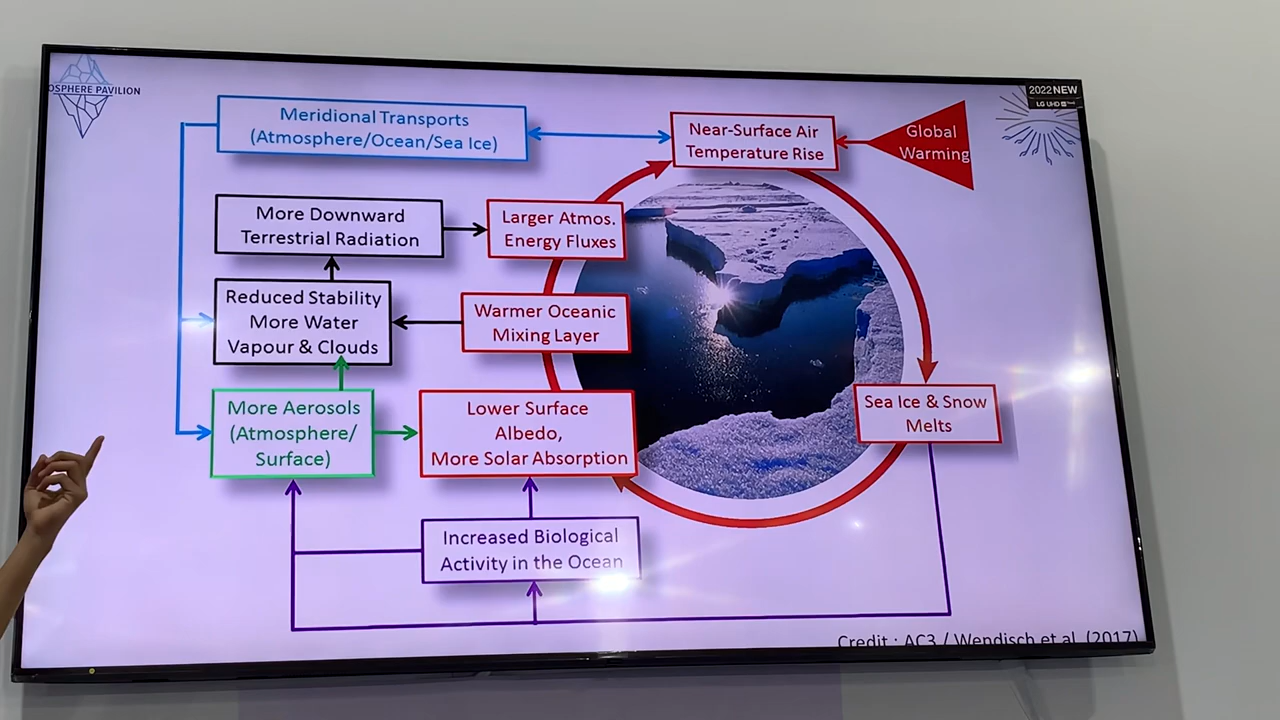 OSPHERE PAVILION
2022 NEW
LG UHD
Meridional Transports
(Atmosphere/Ocean/Sea Ice)
Near-Surface Air
Temperature Rise
Global
Warming
More Downward
Terrestrial Radiation
Larger Atmos.
Energy Fluxes
Reduced Stability
More Water
Vapour & Clouds
Warmer Oceanic
Mixing Layer
More Aerosols
(Atmosphere/
Surface)
Lower Surface
Albedo,
More Solar Absorption
Sea Ice & Snow
Melts
Increased Biological
Activity in the Ocean
Credit : AC3 / Wendisch et al. (2017)